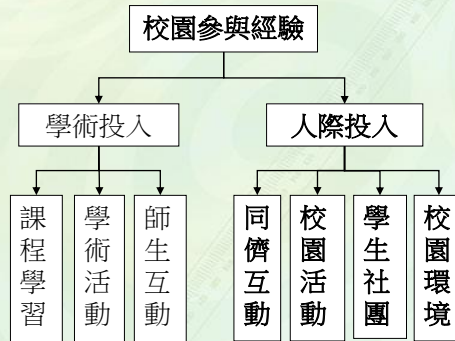 校園參與經驗
學術投入
人際投入
課程學習
學術活動
師生互動
同儕互動
校園活動
學生社團
校園環境